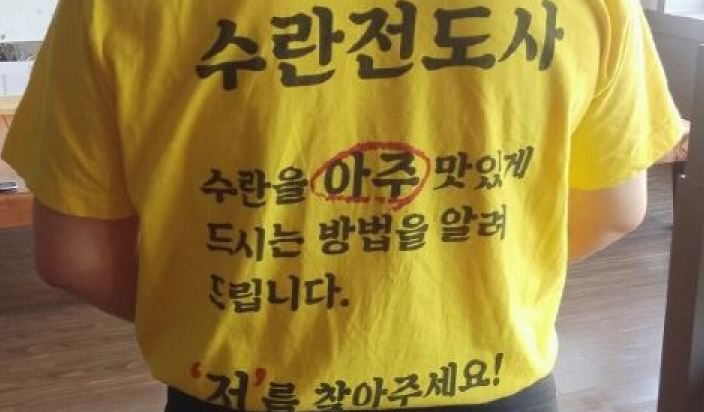 수란전도사
수란을 아주 맛있게
드시는 방법을 알려
드립니다.
'저'를 찾아주세요!